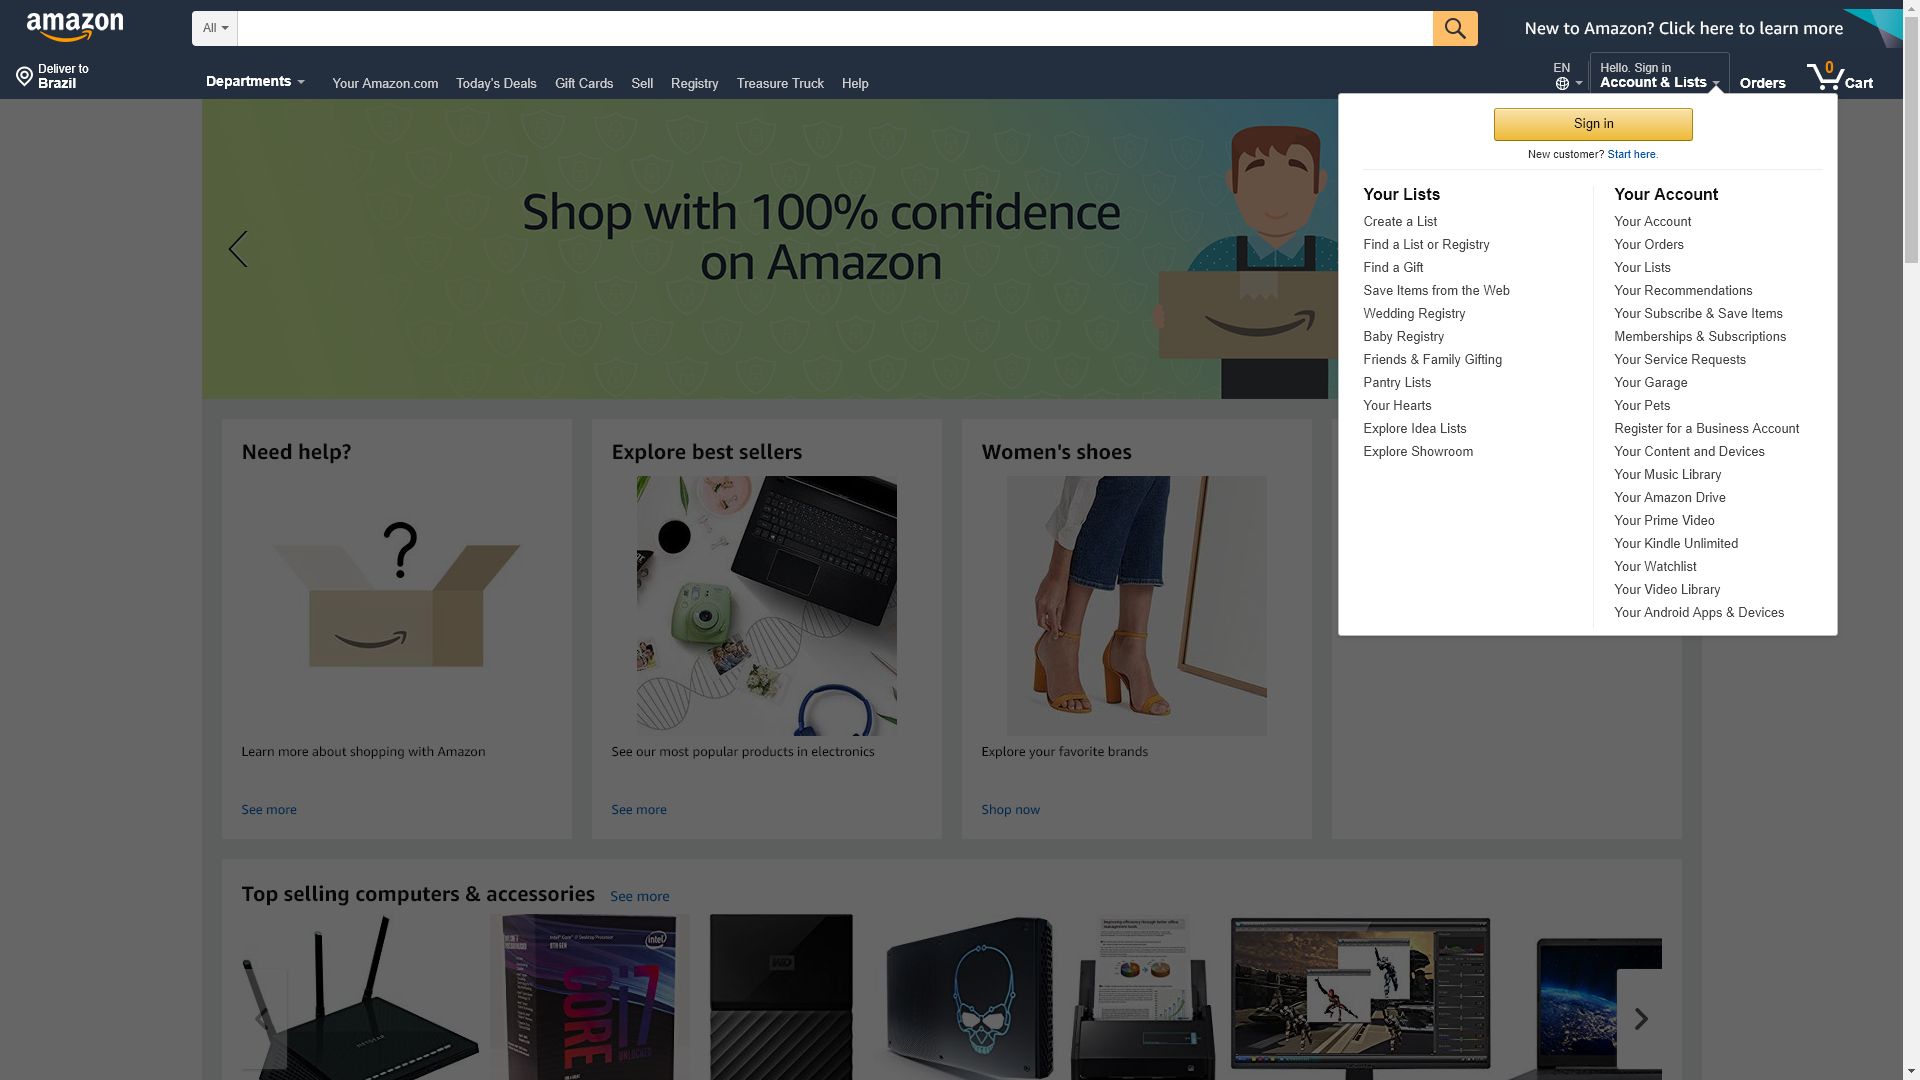 amazon
All
New to Amazon? Click here to learn more
Deliver to
Brazil
Departments
Your Amazon.com
Today's Deals
Gift Cards
Sell
Registry
Treasure Truck
Help
EN
Hello. Sign in
Account & Lists
Orders
0
Cart
Sign in
New customer? Start here.
Your Lists
Create a List
Find a List or Registry
Find a Gift
Save Items from the Web
Wedding Registry
Baby Registry
Friends & Family Gifting
Pantry Lists
Your Hearts
Explore Idea Lists
Explore Showroom
Your Account
Your Account
Your Orders
Your Lists
Your Recommendations
Your Subscribe & Save Items
Memberships & Subscriptions
Your Service Requests
Your Garage
Your Pets
Register for a Business Account
Your Content and Devices
Your Music Library
Your Amazon Drive
Your Prime Video
Your Kindle Unlimited
Your Watchlist
Your Video Library
Your Android Apps & Devices
Shop with 100% confidence
on Amazon
Need help?
?
Learn more about shopping with Amazon
See more
Explore best sellers
See our most popular products in electronics
See more
Women's shoes
Explore your favorite brands
Shop now
Top selling computers & accessories See more
NETGEAR
intel
CORE
i7
UNLOCKED
WD